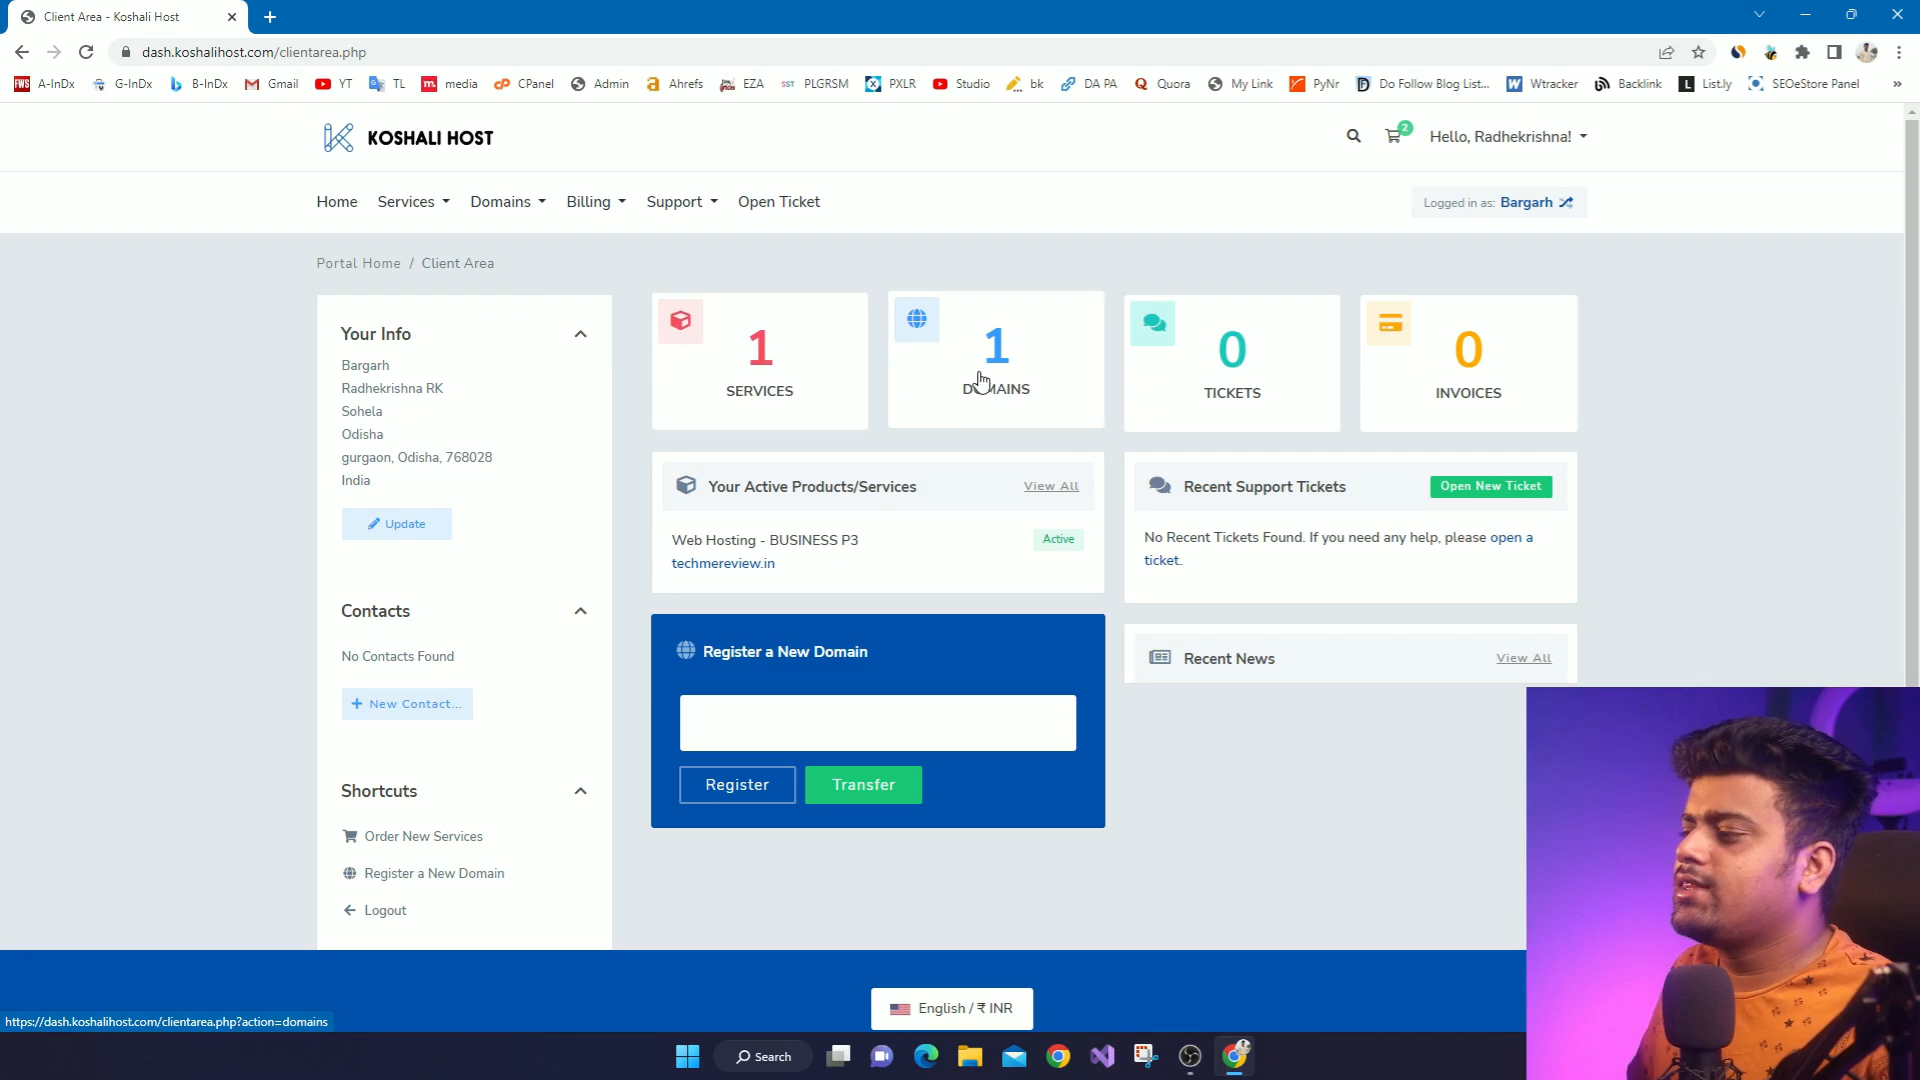 Client Area - Koshali Host
dash.koshalihost.com/clientarea.php
FWS A-InDx G-InDx B-InDx Gmail YT TL m. media CPanel Admin Ahrefs EZA SST PLGRSM PXLR Studio bk DA PA Quora My Link PyNr Do Follow Blog List... Wtracker Backlink List.ly SEOeStore Panel »
KOSHALI HOST
2
Hello, Radhekrishna!
Home Services Domains Billing Support Open Ticket
Logged in as: Bargarh
Portal Home / Client Area
Your Info
Bargarh
Radhekrishna RK
Sohela
Odisha
gurgaon, Odisha, 768028
India
Update
Contacts
No Contacts Found
New Contact...
Shortcuts
Order New Services
Register a New Domain
Logout
1
SERVICES
1
DOMAINS
0
TICKETS
0
INVOICES
Your Active Products/Services
View All
Web Hosting - BUSINESS P3
Active
techmereview.in
Register a New Domain
Register
Transfer
Recent Support Tickets
Open New Ticket
No Recent Tickets Found. If you need any help, please open a
ticket.
Recent News
View All
English / ₹ INR
https://dash.koshalihost.com/clientarea.php?action=domains
Search